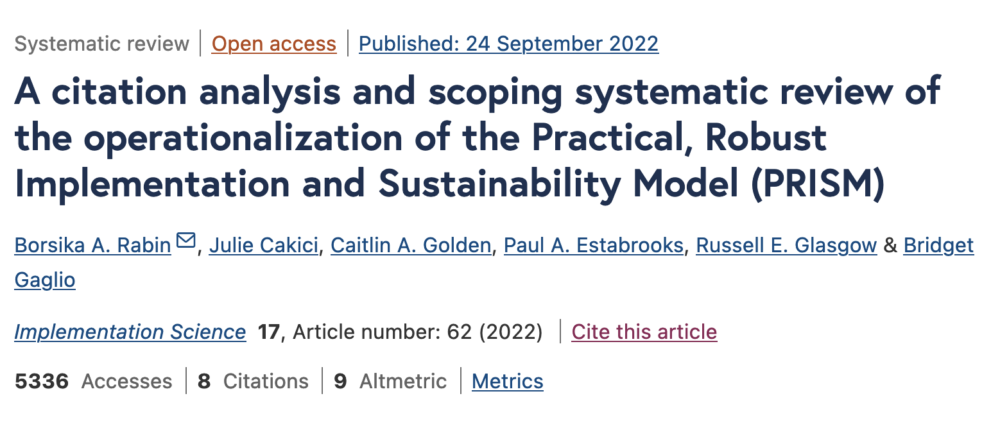 Systematic review | Open access | Published: 24 September 2022
A citation analysis and scoping systematic review of
the operationalization of the Practical, Robust
Implementation and Sustainability Model (PRISM)
Borsika A. Rabin, Julie Cakici, Caitlin A. Golden, Paul A. Estabrooks, Russell E. Glasgow & Bridget
Gaglio
Implementation Science 17, Article number: 62 (2022) | Cite this article
5336 Accesses | 8 Citations | 9 Altmetric | Metrics